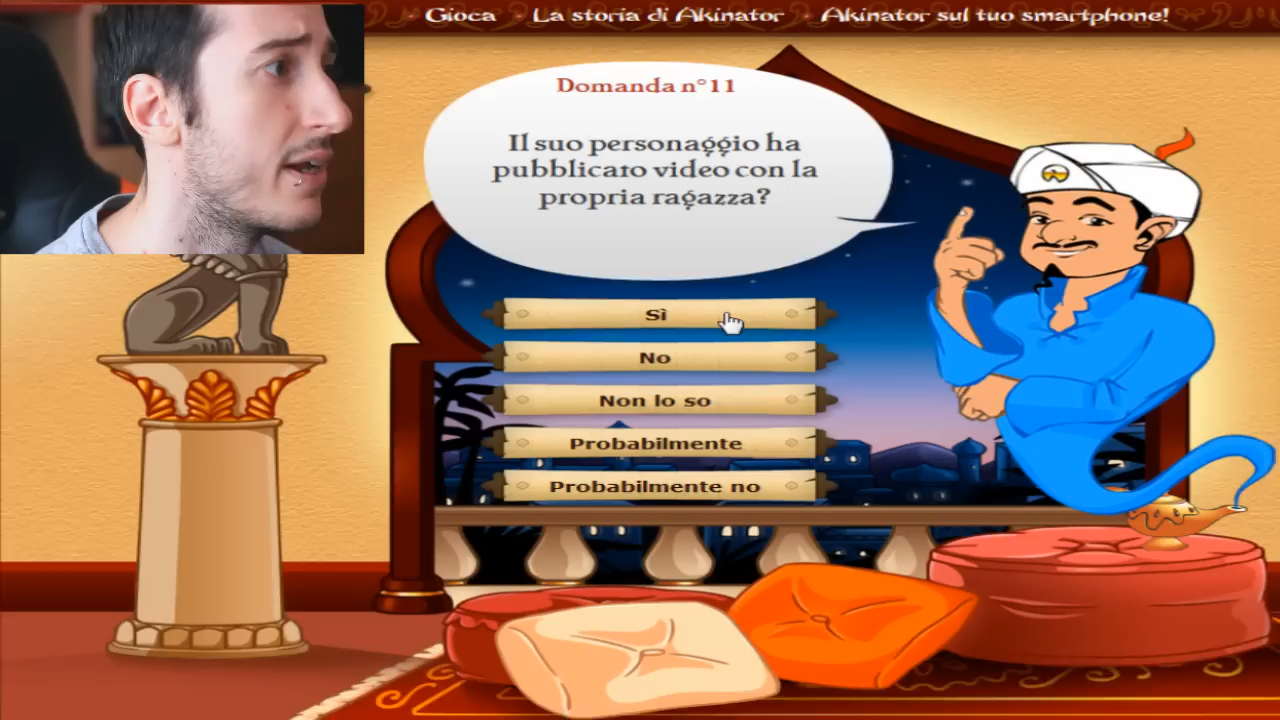 · Gioca · La storia di Akinator · Akinator sul tuo smartphone!
Domanda n°11
Il suo personaggio ha
pubblicato video con la
propria ragazza?
Sì
No
Non lo so
Probabilmente
Probabilmente no